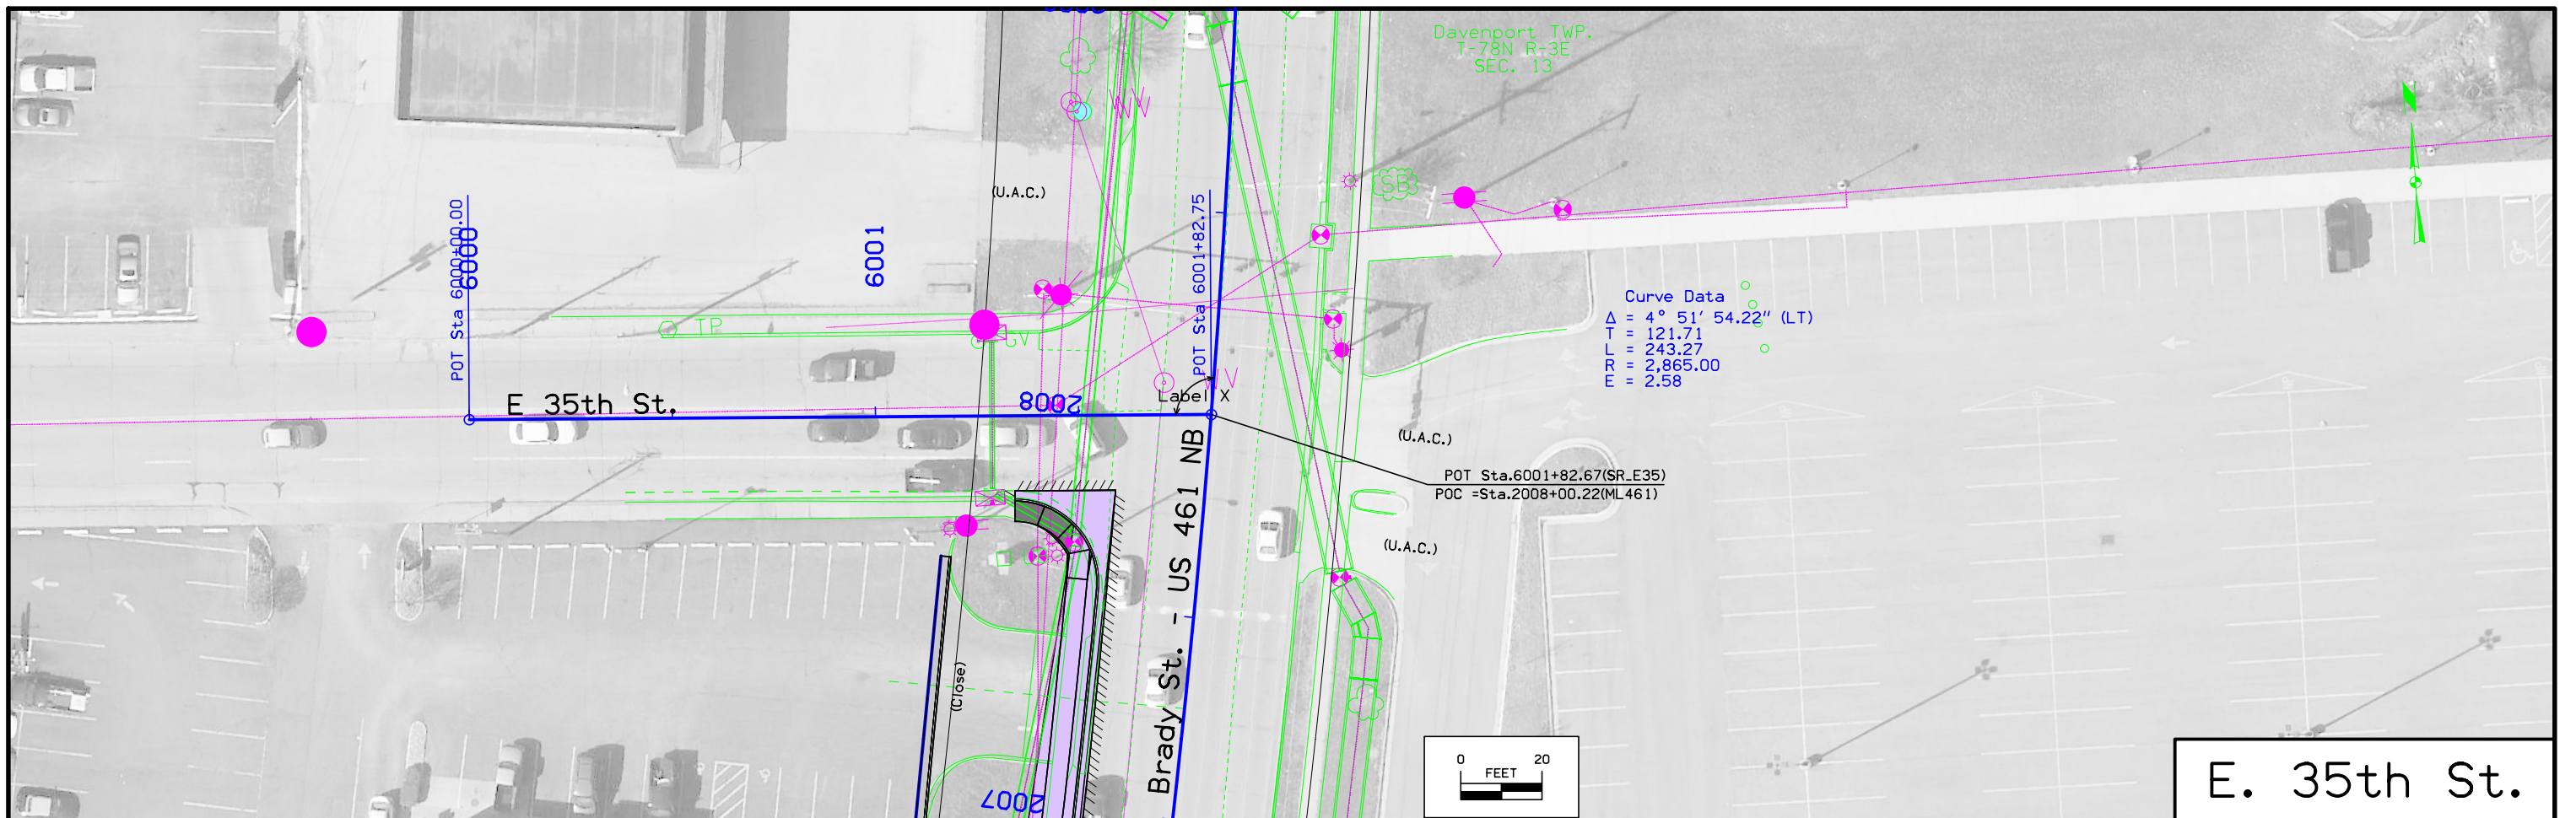 Davenport TWP.
T-78N R-3E
SEC. 13
N
(U.A.C.)
SB
POT Sta 6000+00.00
6000
6001
POT Sta 6001+82.75
TP
Curve Data
Δ = 4° 51' 54.22" (LT)
T = 121.71
L = 243.27
R = 2,865.00
E = 2.58
E 35th St.
2008
Label X
(U.A.C.)
POT Sta.6001+82.67(SR_E35)
POC =Sta.2008+00.22(ML461)
(U.A.C.)
Brady St. - US 461 NB
(Close)
2007
0 20
FEET
E. 35th St.